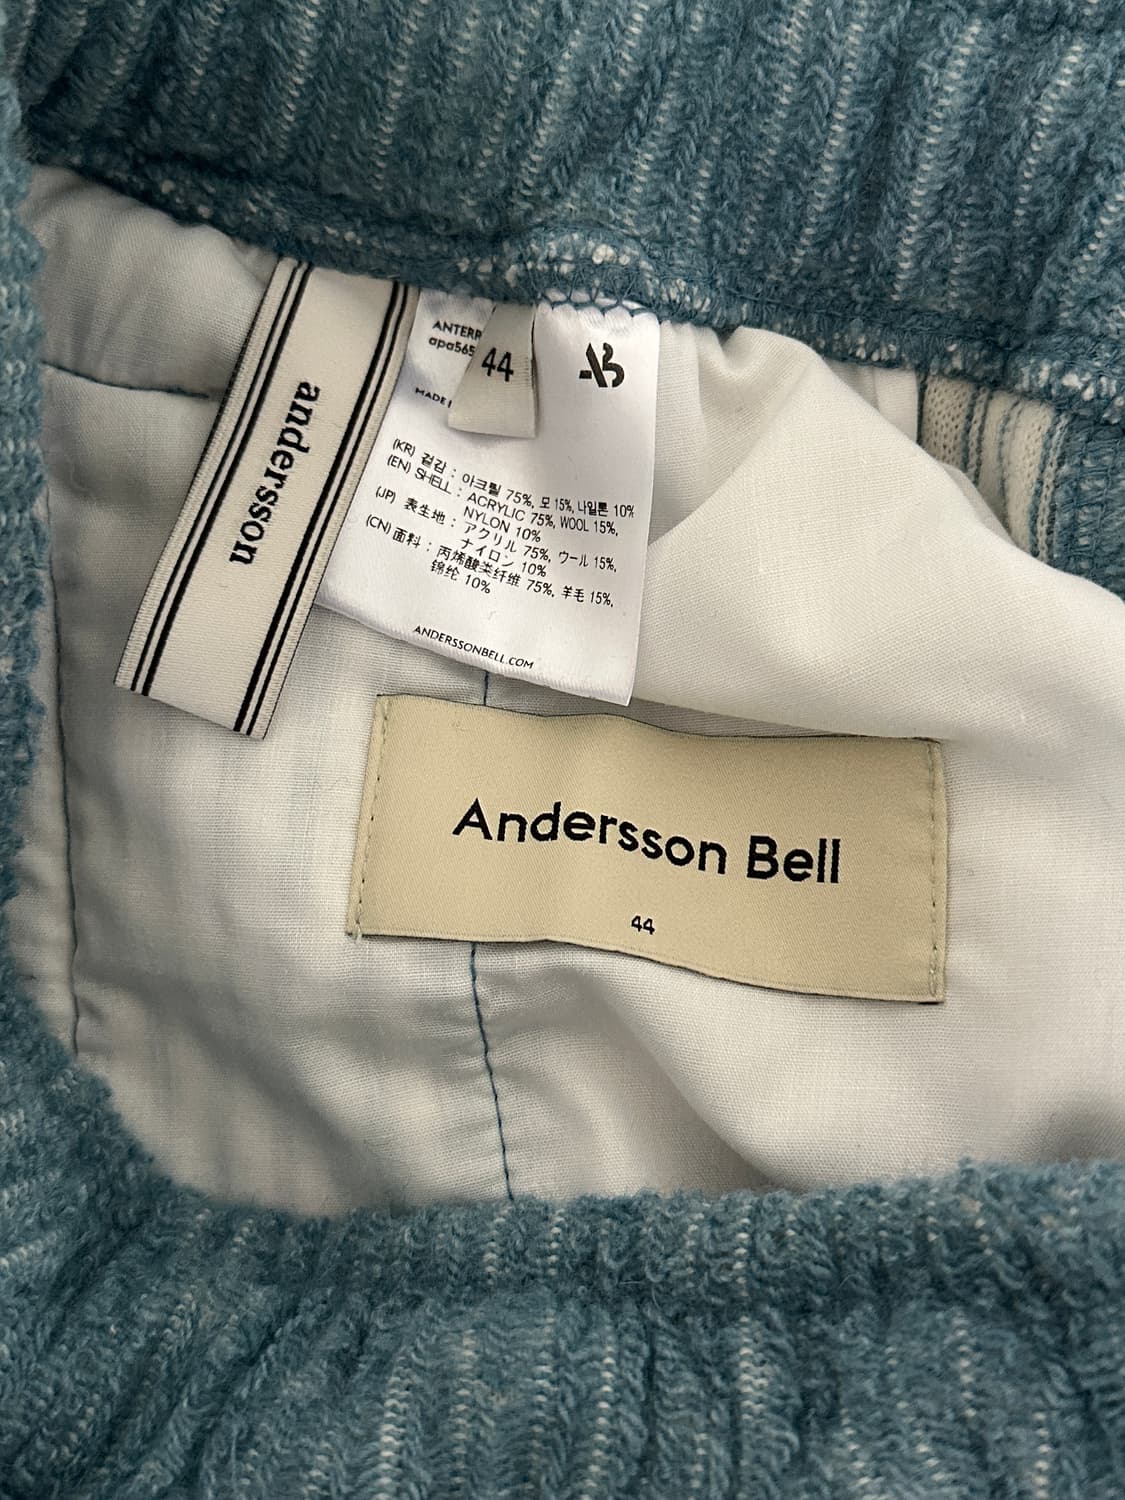 andersson
ANTERR
apa565
MADE
44
AB
(KR) 겉감 : 아크릴 75%, 모 15%, 나일론 10%
(EN) SHELL : ACRYLIC 75%, WOOL 15%,
NYLON 10%
(JP) 表生地 : アクリル 75%, ウール 15%,
ナイロン 10%
(CN) 面料 : 丙烯酸类纤维 75%, 羊毛 15%,
锦纶 10%
ANDERSSONBELL.COM
Andersson Bell
44